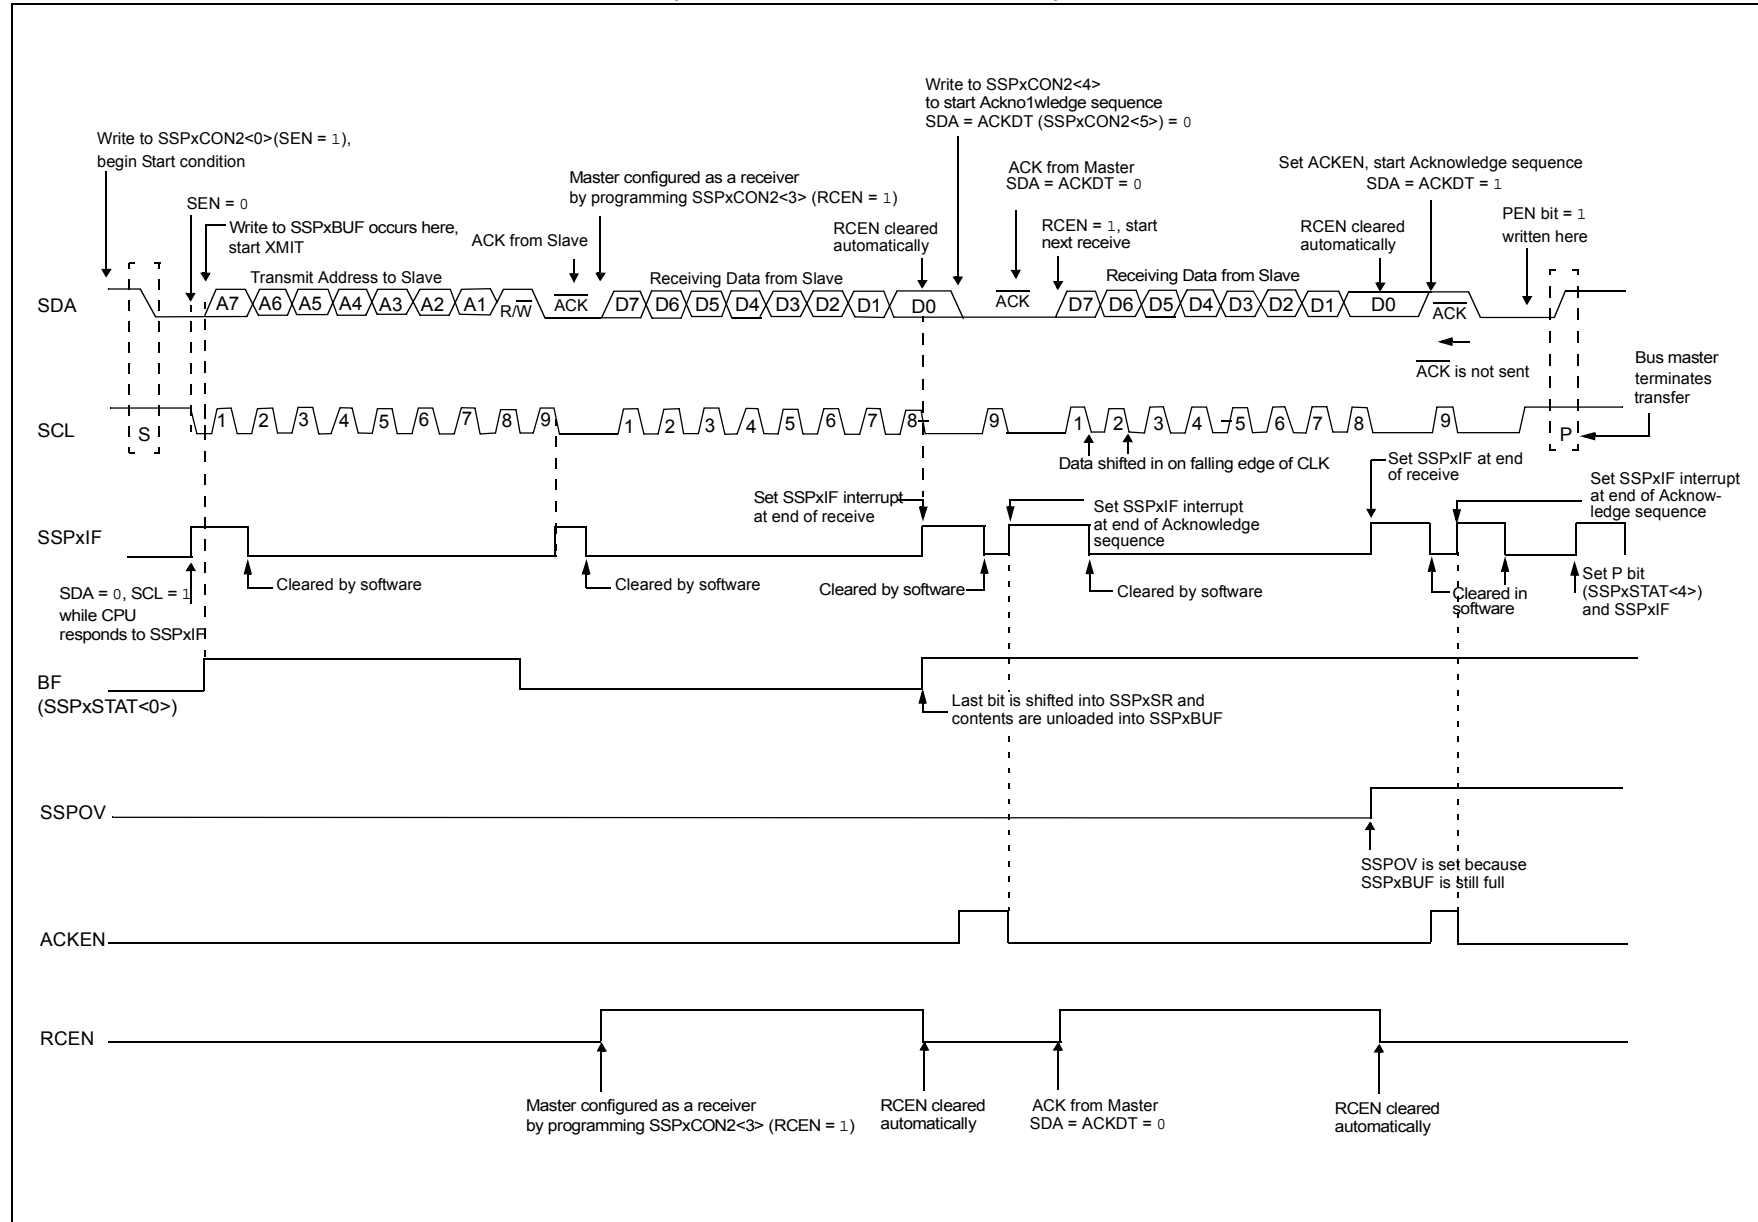 Write to SSPxCON2<4>
to start Ackno1wledge sequence
SDA = ACKDT (SSPxCON2<5>) = 0
Write to SSPxCON2<0>(SEN = 1),
begin Start condition
ACK from Master
SDA = ACKDT = 0
Set ACKEN, start Acknowledge sequence
SDA = ACKDT = 1
Master configured as a receiver
by programming SSPxCON2<3> (RCEN = 1)
SEN = 0
Write to SSPxBUF occurs here,
start XMIT
ACK from Slave
RCEN cleared
automatically
RCEN = 1, start
next receive
RCEN cleared
automatically
PEN bit = 1
written here
Transmit Address to Slave
Receiving Data from Slave
Receiving Data from Slave
SDA
A7 A6 A5 A4 A3 A2 A1 R/W ACK D7 D6 D5 D4 D3 D2 D1 D0 ACK D7 D6 D5 D4 D3 D2 D1 D0 ACK
ACK is not sent
Bus master
terminates
transfer
SCL
S 1 2 3 4 5 6 7 8 9 1 2 3 4 5 6 7 8 9 1 2 3 4 5 6 7 8 9 P
Data shifted in on falling edge of CLK
Set SSPxIF interrupt
at end of receive
Set SSPxIF interrupt
at end of Acknowledge
sequence
Set SSPxIF at end
of receive
Set SSPxIF interrupt
at end of Acknow-
ledge sequence
SSPxIF
SDA = 0, SCL = 1
while CPU
responds to SSPxIF
Cleared by software
Cleared by software
Cleared by software
Cleared by software
Cleared in
software
Set P bit
(SSPxSTAT<4>)
and SSPxIF
BF
(SSPxSTAT<0>)
Last bit is shifted into SSPxSR and
contents are unloaded into SSPxBUF
SSPOV
SSPOV is set because
SSPxBUF is still full
ACKEN
RCEN
Master configured as a receiver
by programming SSPxCON2<3> (RCEN = 1)
RCEN cleared
automatically
ACK from Master
SDA = ACKDT = 0
RCEN cleared
automatically